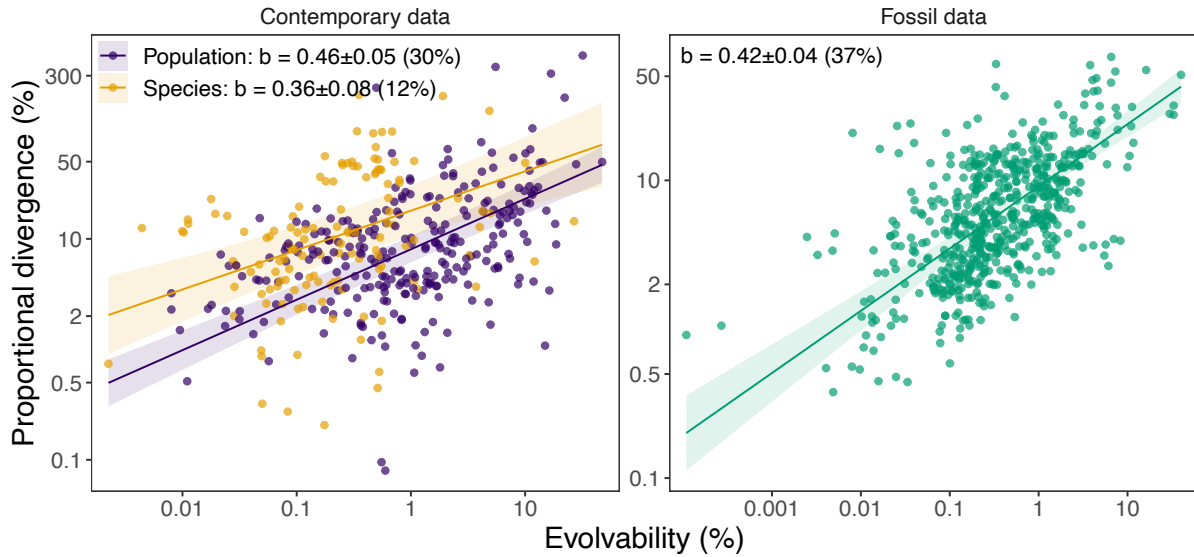 Contemporary data
Fossil data
Population: b = 0.46±0.05 (30%)
Species: b = 0.36±0.08 (12%)
b = 0.42±0.04 (37%)
Proportional divergence (%)
300
50
10
2
0.5
0.1
50
10
2
0.5
0.1
0.01
0.1
1
10
0.001
0.01
0.1
1
10
Evolvability (%)